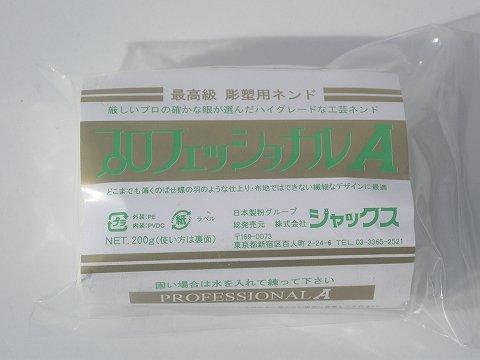 最高級 彫塑用ネンド
厳しいプロの確かな眼が選んだハイグレードな工芸ネンド
プロフェッショナルA
どこまでも薄くのばせ蝶の羽のような仕上り・布地ではできない繊細なデザインに最適
プラ 外装:PE 内装:PVDC 紙 ラベル
NET.200g(使い方は裏面)
日本製粉グループ
総発売元 株式会社 ジャックス
〒169-0073
東京都新宿区百人町2-24-6 TEL 03-3365-2521
固い場合は水を入れて練って下さい
PROFESSIONAL A